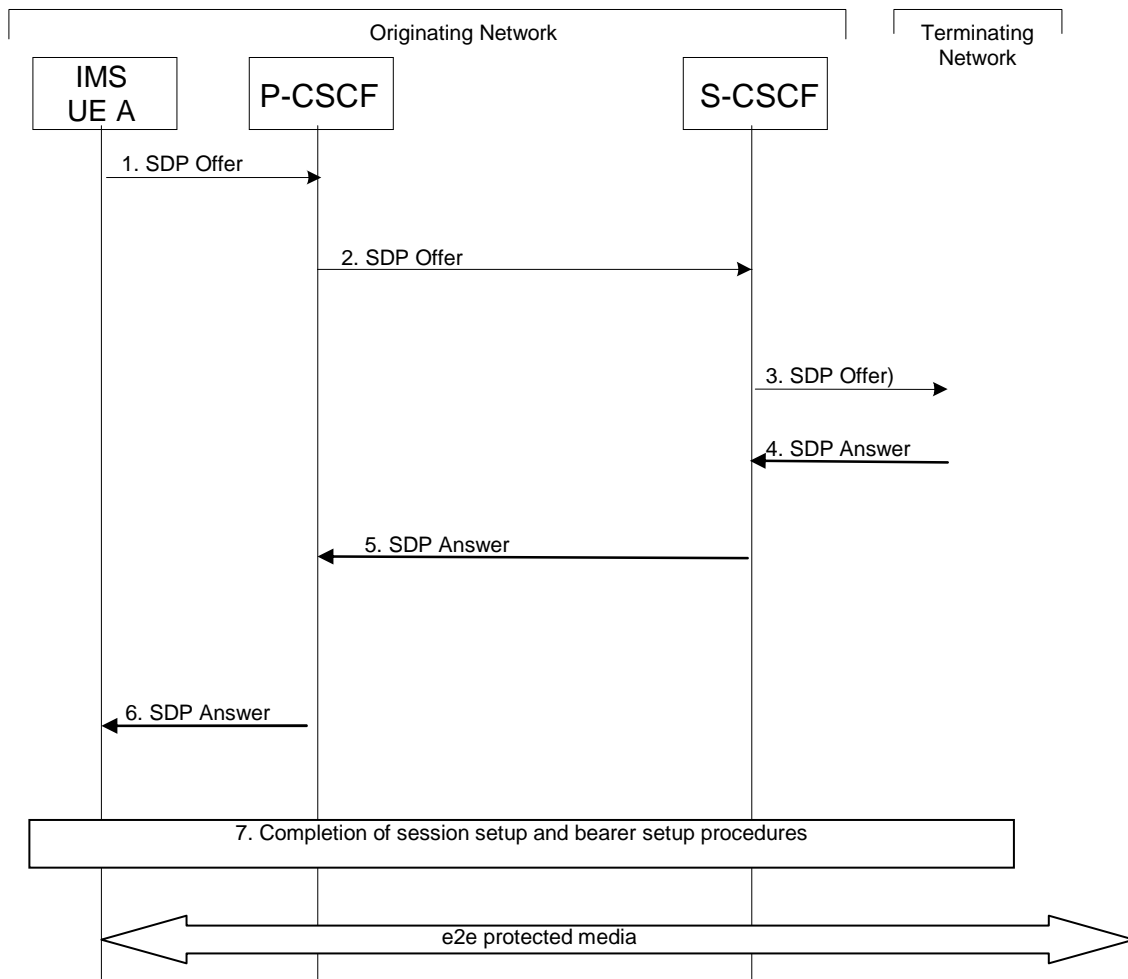 Originating Network
Terminating
Network
IMS
UE A
P-CSCF
S-CSCF
1. SDP Offer
2. SDP Offer
3. SDP Offer)
4. SDP Answer
5. SDP Answer
6. SDP Answer
7. Completion of session setup and bearer setup procedures
e2e protected media